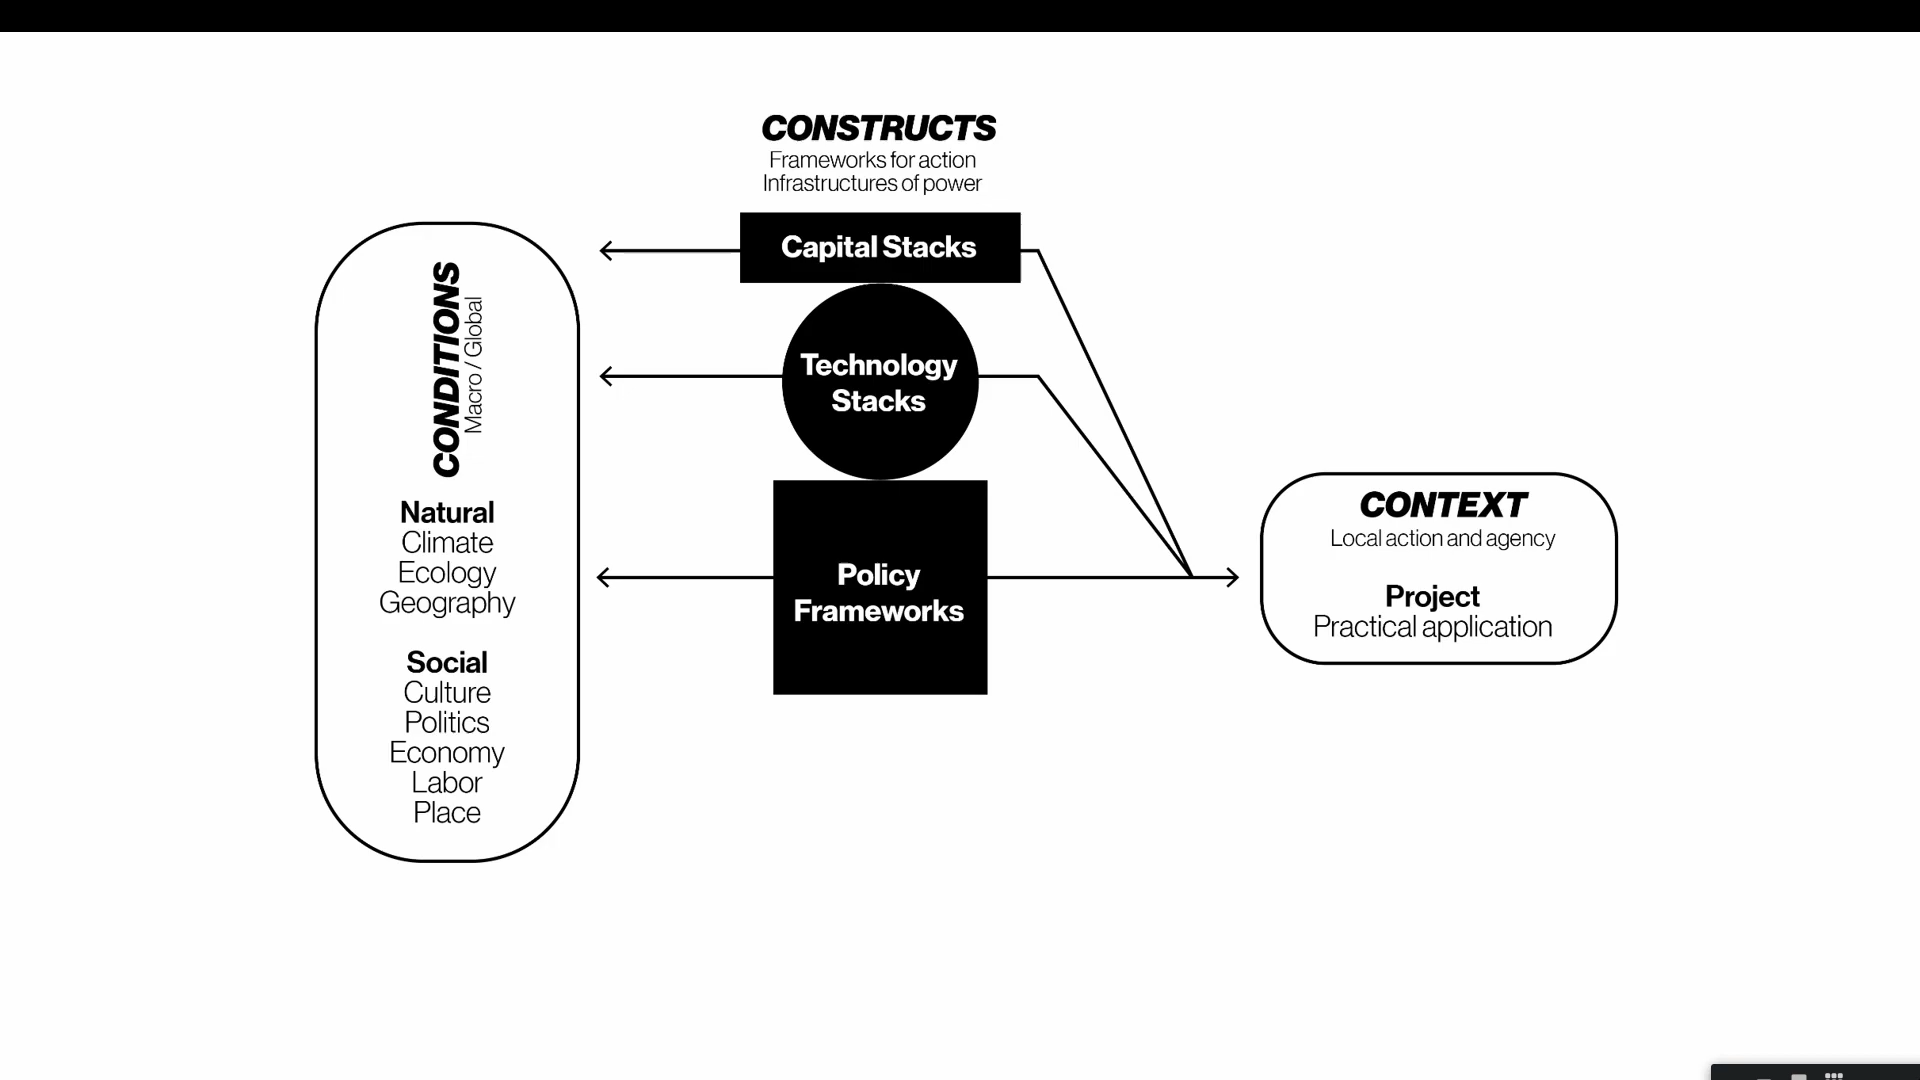 CONSTRUCTS
Frameworks for action
Infrastructures of power
Capital Stacks
Technology
Stacks
Policy
Frameworks
CONDITIONS
Macro / Global
Natural
Climate
Ecology
Geography
Social
Culture
Politics
Economy
Labor
Place
CONTEXT
Local action and agency
Project
Practical application